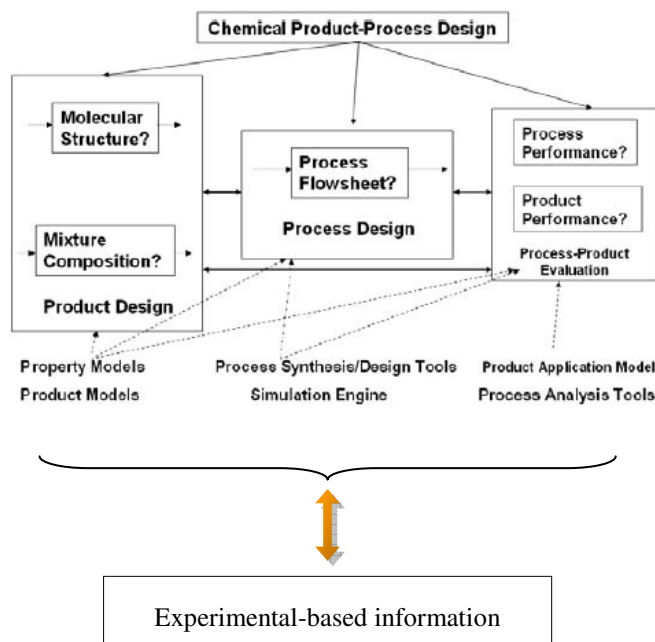 Chemical Product-Process Design
Molecular
Structure?
Mixture
Composition?
Product Design
Process
Flowsheet?
Process Design
Process
Performance?
Product
Performance?
Process-Product
Evaluation
Property Models
Product Models
Process Synthesis/Design Tools
Simulation Engine
Product Application Model
Process Analysis Tools
Experimental-based information